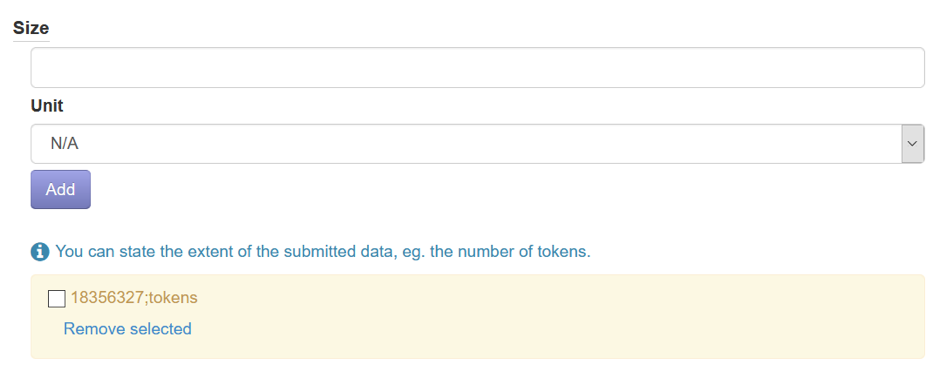 Size
Unit
N/A
Add
You can state the extent of the submitted data, eg. the number of tokens.
18356327;tokens
Remove selected